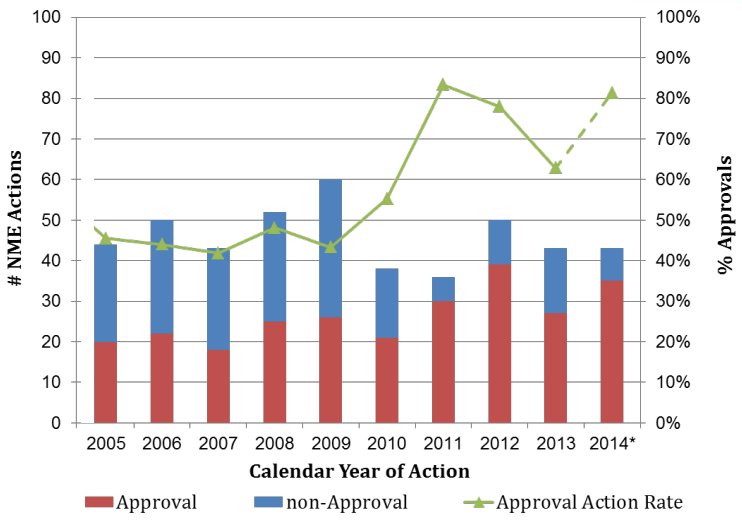 100 100%
90 90%
80 80%
70 70%
60 60%
50 50%
40 40%
30 30%
20 20%
10 10%
0 0%
# NME Actions
% Approvals
2005 2006 2007 2008 2009 2010 2011 2012 2013 2014*
Calendar Year of Action
Approval non-Approval Approval Action Rate